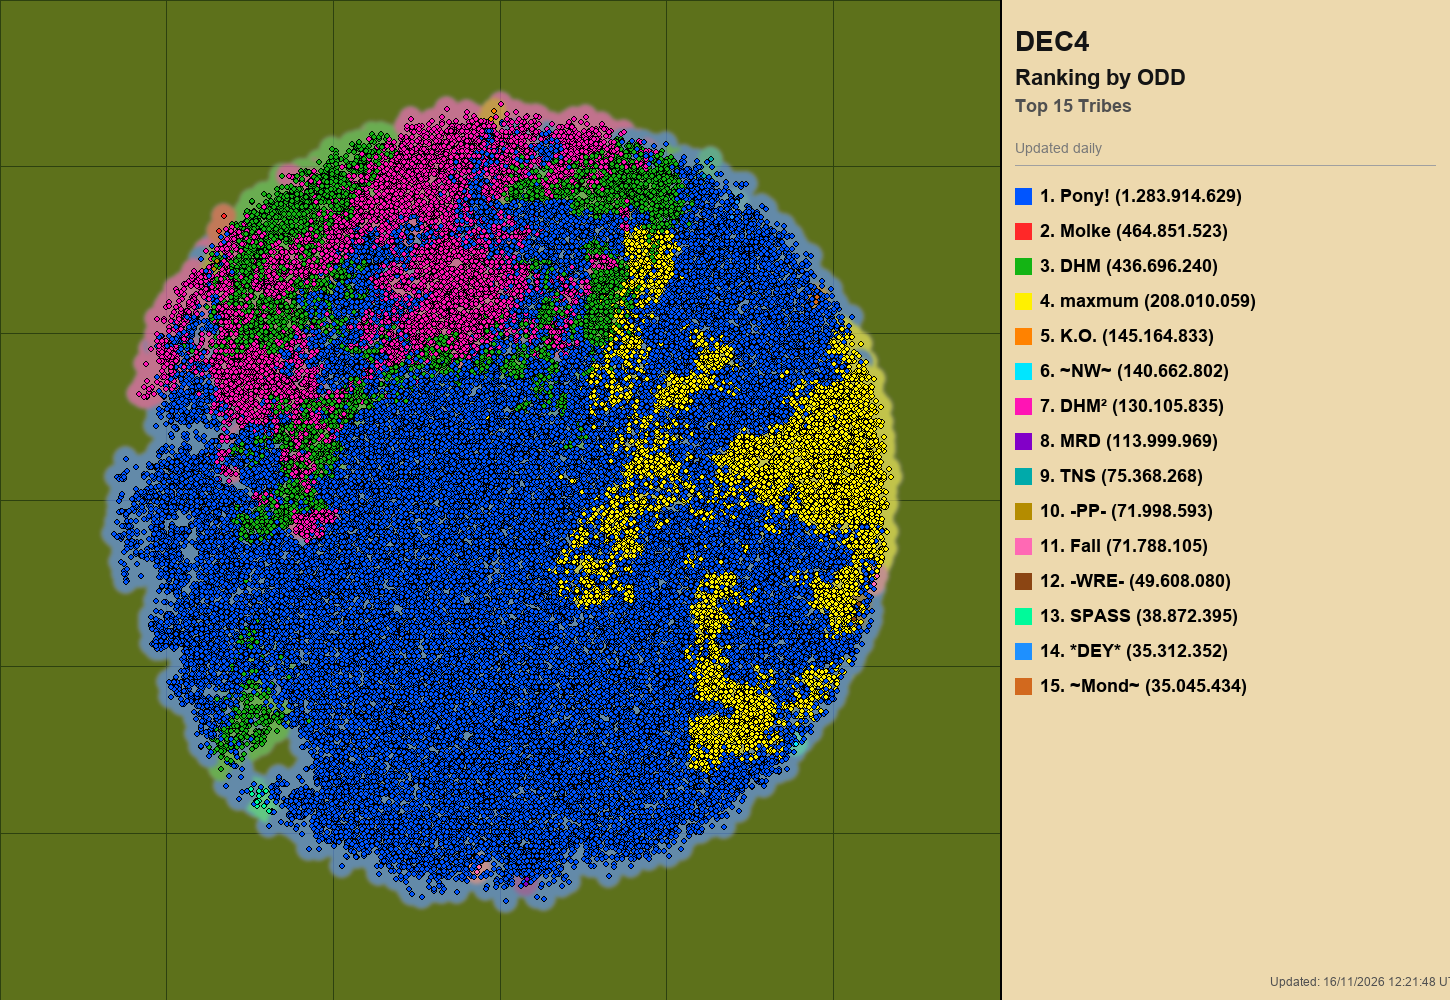 DEC4
Ranking by ODD
Top 15 Tribes
Updated daily
1. Pony! (1.283.914.629)
2. Molke (464.851.523)
3. DHM (436.696.240)
4. maxmum (208.010.059)
5. K.O. (145.164.833)
6. ~NW~ (140.662.802)
7. DHM² (130.105.835)
8. MRD (113.999.969)
9. TNS (75.368.268)
10. -PP- (71.998.593)
11. Fall (71.788.105)
12. -WRE- (49.608.080)
13. SPASS (38.872.395)
14. *DEY* (35.312.352)
15. ~Mond~ (35.045.434)
Updated: 16/11/2026 12:21:48 U